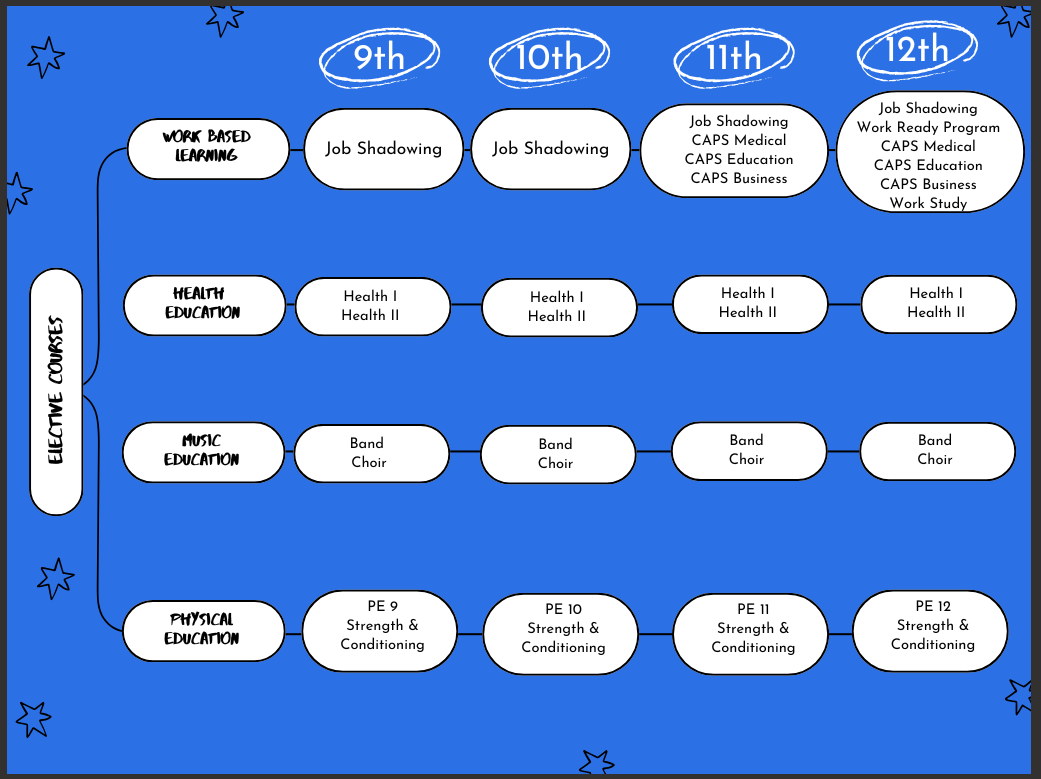 9th
10th
11th
12th
WORK BASED
LEARNING
Job Shadowing
Job Shadowing
Job Shadowing
CAPS Medical
CAPS Education
CAPS Business
Job Shadowing
Work Ready Program
CAPS Medical
CAPS Education
CAPS Business
Work Study
ELECTIVE COURSES
HEALTH
EDUCATION
Health I
Health II
Health I
Health II
Health I
Health II
Health I
Health II
MUSIC
EDUCATION
Band
Choir
Band
Choir
Band
Choir
Band
Choir
PHYSICAL
EDUCATION
PE 9
Strength &
Conditioning
PE 10
Strength &
Conditioning
PE 11
Strength &
Conditioning
PE 12
Strength &
Conditioning